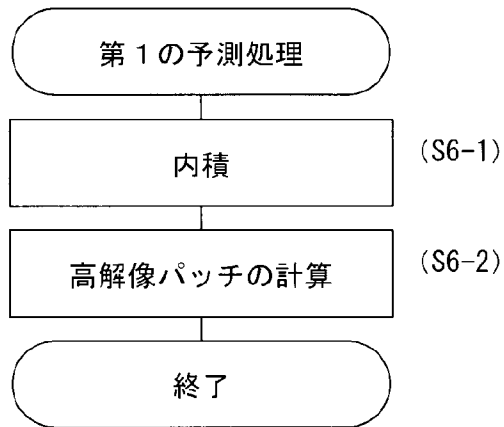 第１の予測処理
内積
(S6-1)
高解像パッチの計算
(S6-2)
終了